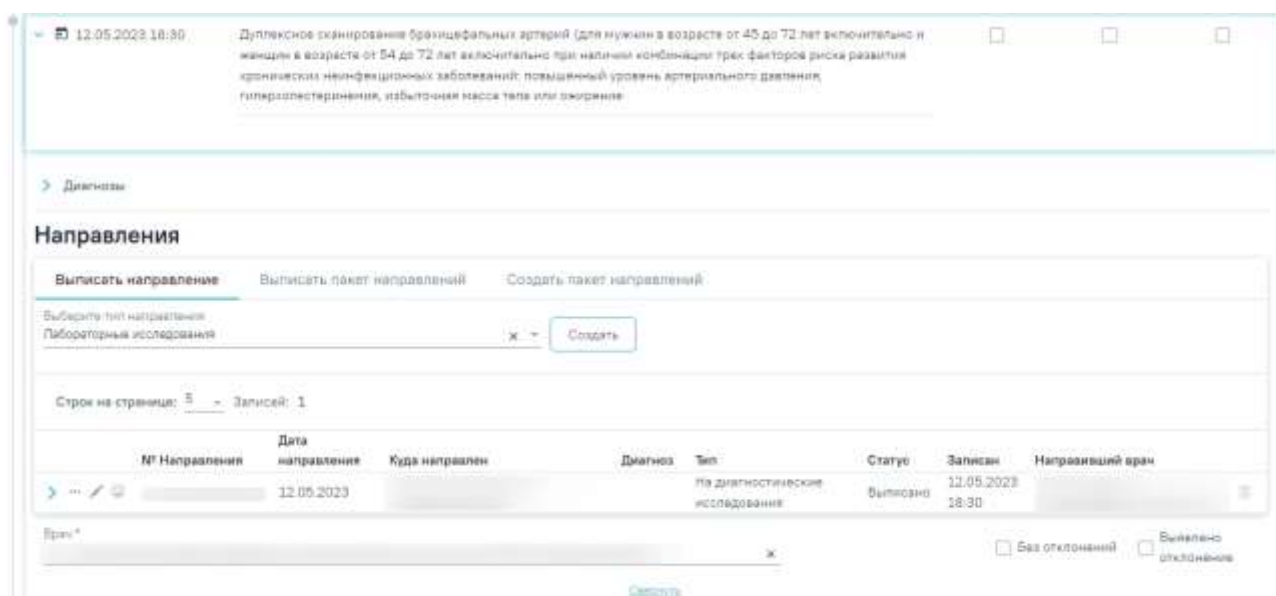 12.05.2023 18:30
Дуплексное сканирование брахицефальных артерий (для мужчин в возрасте от 45 до 72 лет включительно и
женщин в возрасте от 54 до 72 лет включительно при наличии комбинации трех факторов риска развития
хронических неинфекционных заболеваний: повышенный уровень артериального давления,
гиперхолестеринемия, избыточная масса тела или ожирение
Диагнозы
Направления
Выписать направление Выписать пакет направлений Создать пакет направлений
Выберите тип направления
Лабораторные исследования
Создать
Строк на странице: 5 Записей: 1
№ Направления Дата направления Куда направлен Диагноз Тип Статус Записан Направивший врач
12.05.2023 На диагностические исследования Выписано 12.05.2023 18:30
Врач *
Без отклонений Выявлено отклонение
Свернуть